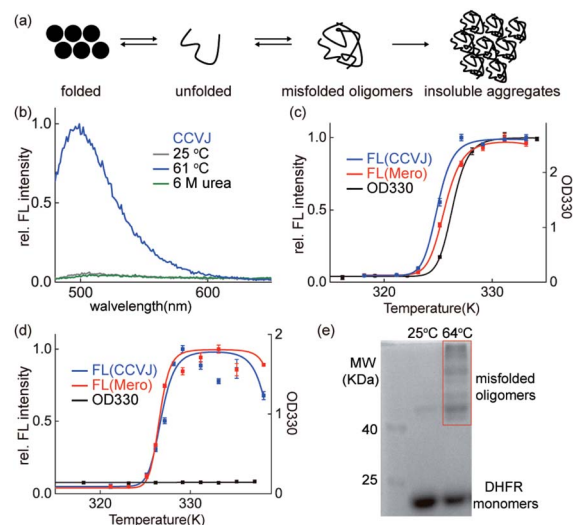 (a)
folded
unfolded
misfolded oligomers
insoluble aggregates
(b)
CCVJ
25 °C
61 °C
6 M urea
rel. FL intensity
1.0
0.5
0.0
500
600
wavelength(nm)
(c)
FL(CCVJ)
FL(Mero)
OD330
rel. FL intensity
1.0
0.5
0.0
2
1
0
OD330
320
330
Temperature(K)
(d)
FL(CCVJ)
FL(Mero)
OD330
rel. FL intensity
1.0
0.5
0.0
2
1
0
OD330
320
330
Temperature(K)
(e)
25°C
64°C
MW
(KDa)
40
25
misfolded
oligomers
DHFR
monomers